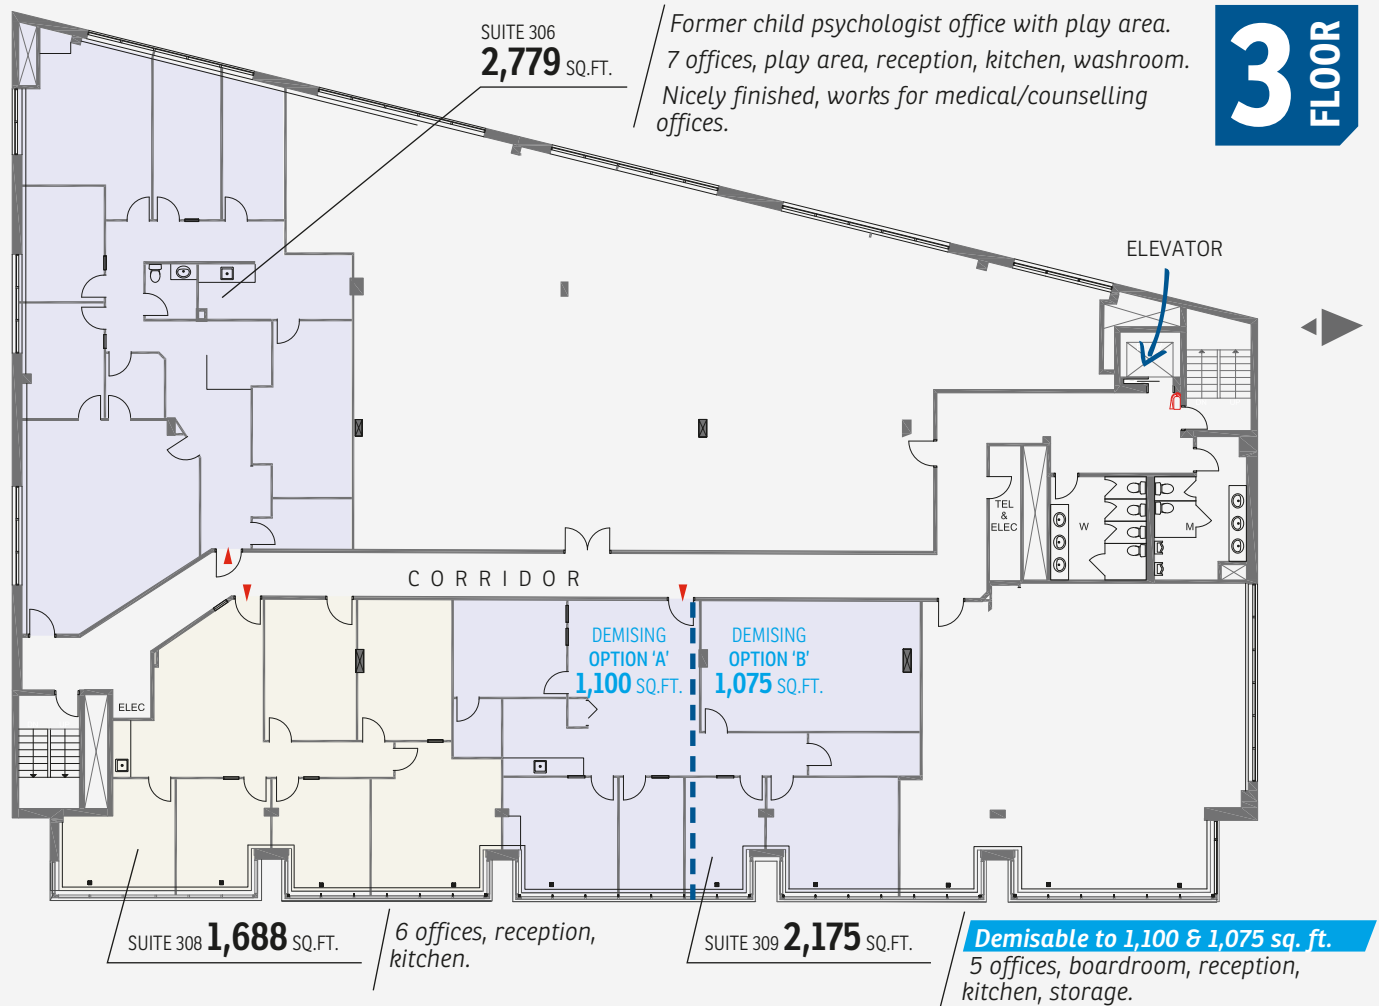 SUITE 306
2,779 SQ.FT.
Former child psychologist office with play area.
7 offices, play area, reception, kitchen, washroom.
Nicely finished, works for medical/counselling
offices.
3 FLOOR
ELEVATOR
TEL
&
ELEC
W
M
CORRIDOR
DEMISING
OPTION ‘A’
1,100 SQ.FT.
DEMISING
OPTION ‘B’
1,075 SQ.FT.
ELEC
SUITE 308 1,688 SQ.FT.
6 offices, reception,
kitchen.
SUITE 309 2,175 SQ.FT.
Demisable to 1,100 & 1,075 sq. ft.
5 offices, boardroom, reception,
kitchen, storage.